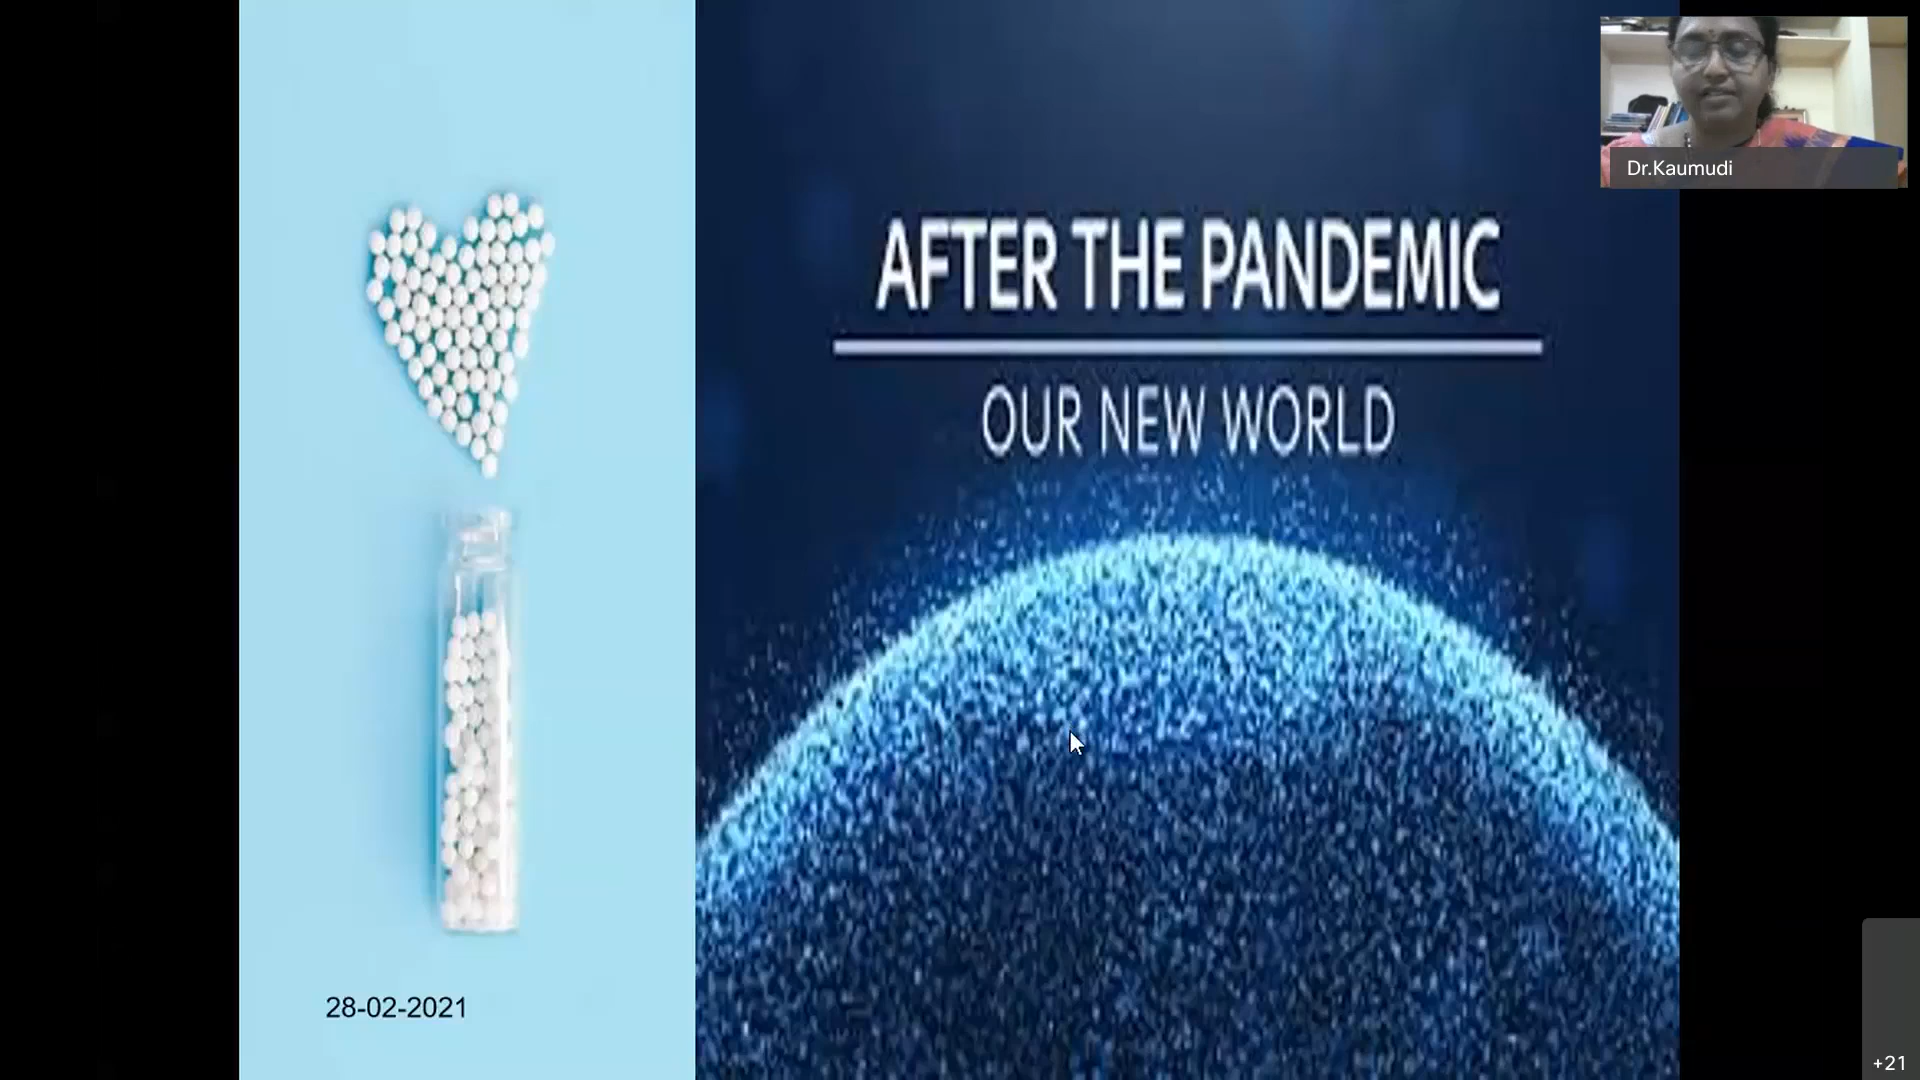 AFTER THE PANDEMIC
OUR NEW WORLD
28-02-2021
Dr.Kaumudi
+21